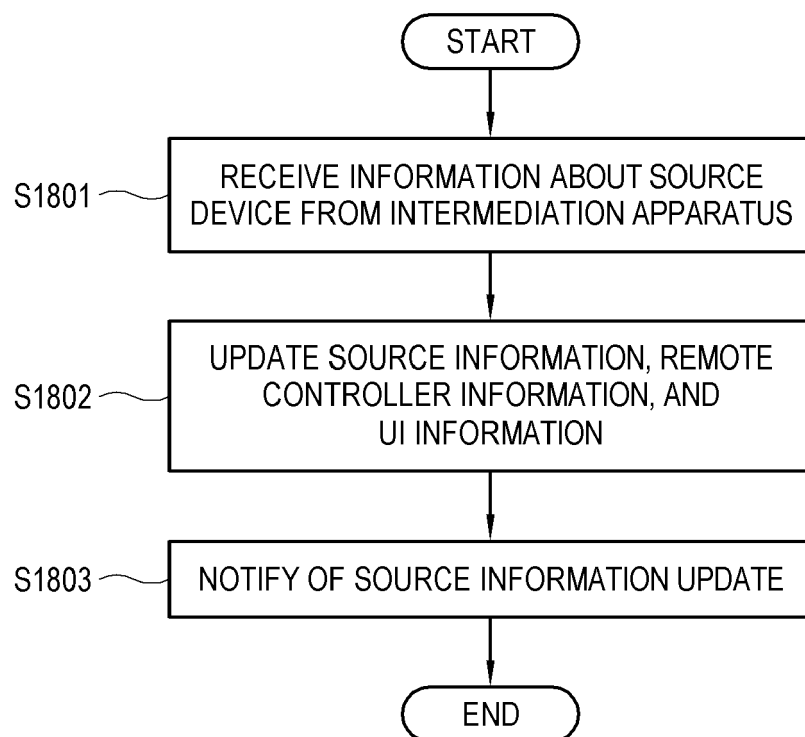 START
S1801
RECEIVE INFORMATION ABOUT SOURCE
DEVICE FROM INTERMEDIATION APPARATUS
S1802
UPDATE SOURCE INFORMATION, REMOTE
CONTROLLER INFORMATION, AND
UI INFORMATION
S1803
NOTIFY OF SOURCE INFORMATION UPDATE
END